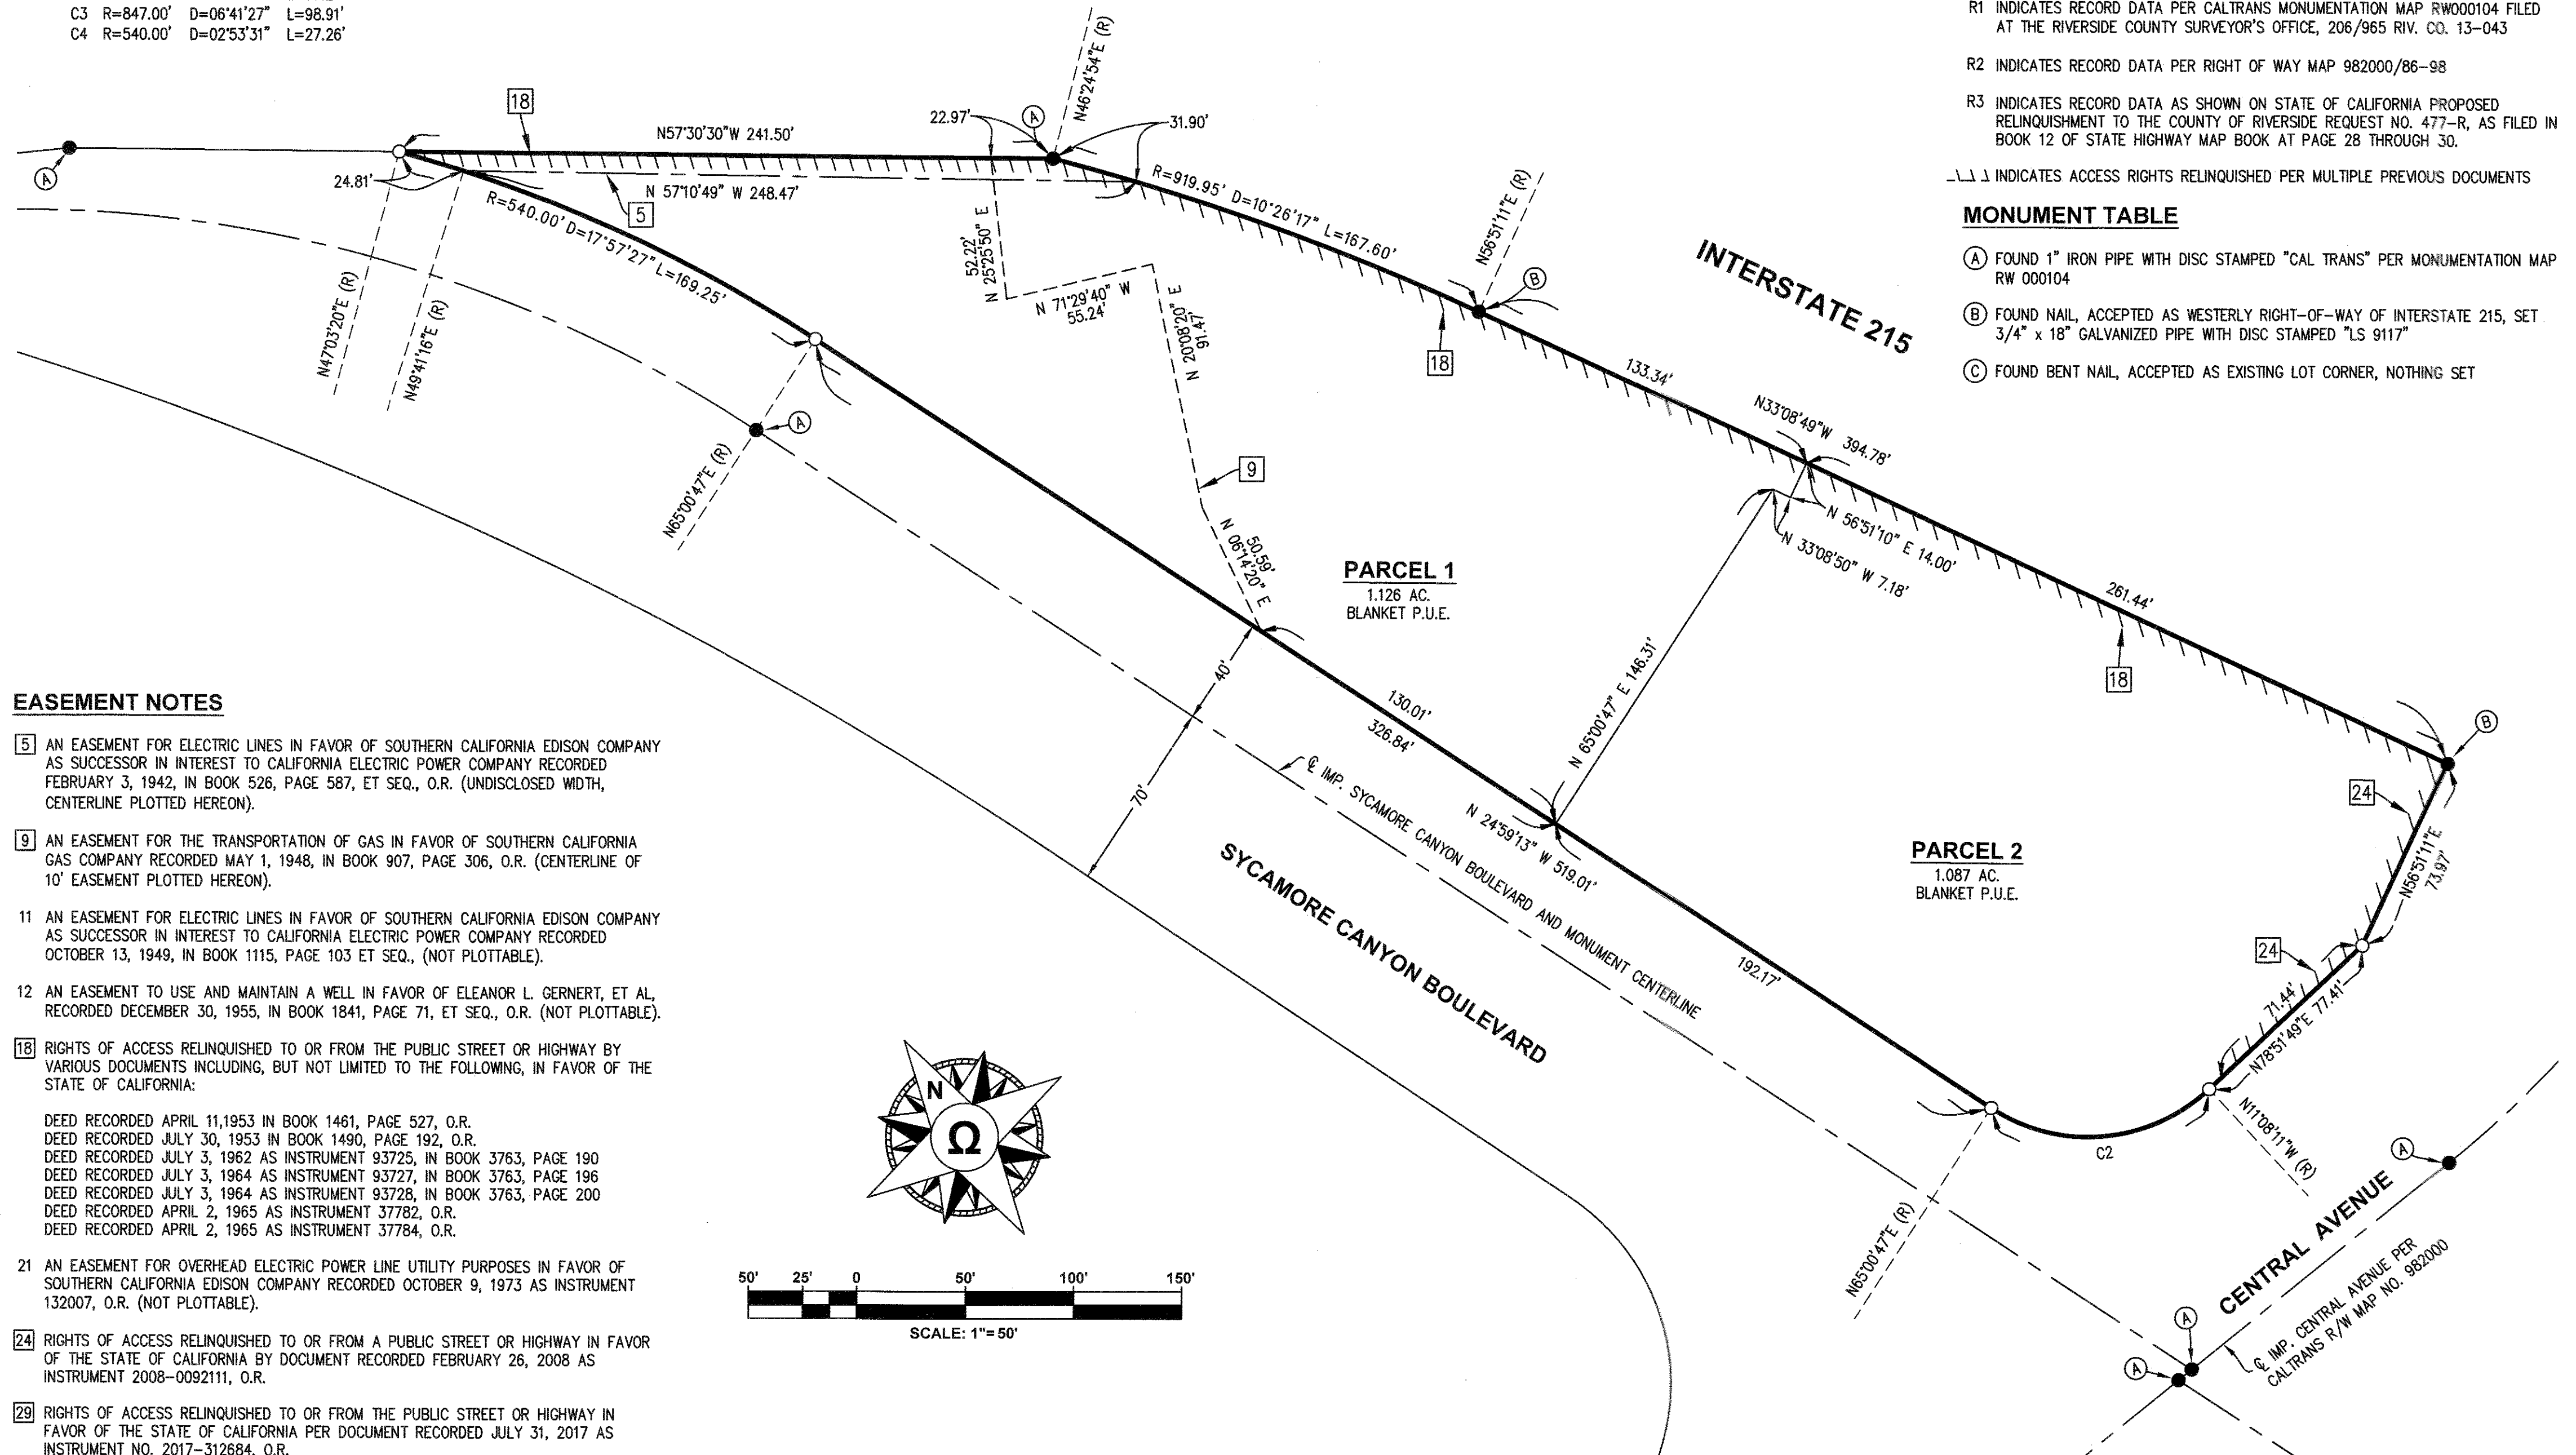 C3 R=847.00' D=06°41'27" L=98.91'
C4 R=540.00' D=02°53'31" L=27.26'
R1 INDICATES RECORD DATA PER CALTRANS MONUMENTATION MAP RW000104 FILED
AT THE RIVERSIDE COUNTY SURVEYOR'S OFFICE, 206/965 RIV. CO. 13-043
R2 INDICATES RECORD DATA PER RIGHT OF WAY MAP 982000/86-98
R3 INDICATES RECORD DATA AS SHOWN ON STATE OF CALIFORNIA PROPOSED
RELINQUISHMENT TO THE COUNTY OF RIVERSIDE REQUEST NO. 477-R, AS FILED IN
BOOK 12 OF STATE HIGHWAY MAP BOOK AT PAGE 28 THROUGH 30.
INDICATES ACCESS RIGHTS RELINQUISHED PER MULTIPLE PREVIOUS DOCUMENTS
MONUMENT TABLE
A FOUND 1" IRON PIPE WITH DISC STAMPED "CAL TRANS" PER MONUMENTATION MAP
RW 000104
B FOUND NAIL, ACCEPTED AS WESTERLY RIGHT-OF-WAY OF INTERSTATE 215, SET
3/4" x 18" GALVANIZED PIPE WITH DISC STAMPED "LS 9117"
C FOUND BENT NAIL, ACCEPTED AS EXISTING LOT CORNER, NOTHING SET
A
18
N57°30'30"W 241.50'
22.97'
A
N46°24'54"E (R)
31.90'
24.81'
N 57°10'49" W 248.47'
5
R=540.00' D=17°57'27" L=169.25'
R=919.95' D=10°26'17" L=167.60'
N56°51'11"E (R)
B
INTERSTATE 215
N47°03'20"E (R)
N49°41'16"E (R)
52.22'
N 25°25'50" E
N 71°29'40" W
55.24'
N 20°08'20" E
91.47'
18
133.34'
N33°08'49"W 394.78'
A
N65°00'47"E (R)
9
50.59'
N 06°14'20" E
N 56°51'10" E 14.00'
N 33°08'50" W 7.18'
PARCEL 1
1.126 AC.
BLANKET P.U.E.
261.44'
18
N 65°00'47" E 146.31'
40'
70'
130.01'
326.84'
℄ IMP. SYCAMORE CANYON BOULEVARD AND MONUMENT CENTERLINE
N 24°59'13" W 519.01'
SYCAMORE CANYON BOULEVARD
B
24
N56°51'11"E
73.97'
PARCEL 2
1.087 AC.
BLANKET P.U.E.
24
192.17'
71.44'
N78°51'49"E 77.41'
C2
N11°08'11"W (R)
N65°00'47"E (R)
A
CENTRAL AVENUE
℄ IMP. CENTRAL AVENUE PER
CALTRANS R/W MAP NO. 982000
A
A
EASEMENT NOTES
5 AN EASEMENT FOR ELECTRIC LINES IN FAVOR OF SOUTHERN CALIFORNIA EDISON COMPANY
AS SUCCESSOR IN INTEREST TO CALIFORNIA ELECTRIC POWER COMPANY RECORDED
FEBRUARY 3, 1942, IN BOOK 526, PAGE 587, ET SEQ., O.R. (UNDISCLOSED WIDTH,
CENTERLINE PLOTTED HEREON).
9 AN EASEMENT FOR THE TRANSPORTATION OF GAS IN FAVOR OF SOUTHERN CALIFORNIA
GAS COMPANY RECORDED MAY 1, 1948, IN BOOK 907, PAGE 306, O.R. (CENTERLINE OF
10' EASEMENT PLOTTED HEREON).
11 AN EASEMENT FOR ELECTRIC LINES IN FAVOR OF SOUTHERN CALIFORNIA EDISON COMPANY
AS SUCCESSOR IN INTEREST TO CALIFORNIA ELECTRIC POWER COMPANY RECORDED
OCTOBER 13, 1949, IN BOOK 1115, PAGE 103 ET SEQ., (NOT PLOTTABLE).
12 AN EASEMENT TO USE AND MAINTAIN A WELL IN FAVOR OF ELEANOR L. GERNERT, ET AL,
RECORDED DECEMBER 30, 1955, IN BOOK 1841, PAGE 71, ET SEQ., O.R. (NOT PLOTTABLE).
18 RIGHTS OF ACCESS RELINQUISHED TO OR FROM THE PUBLIC STREET OR HIGHWAY BY
VARIOUS DOCUMENTS INCLUDING, BUT NOT LIMITED TO THE FOLLOWING, IN FAVOR OF THE
STATE OF CALIFORNIA:
DEED RECORDED APRIL 11,1953 IN BOOK 1461, PAGE 527, O.R.
DEED RECORDED JULY 30, 1953 IN BOOK 1490, PAGE 192, O.R.
DEED RECORDED JULY 3, 1962 AS INSTRUMENT 93725, IN BOOK 3763, PAGE 190
DEED RECORDED JULY 3, 1964 AS INSTRUMENT 93727, IN BOOK 3763, PAGE 196
DEED RECORDED JULY 3, 1964 AS INSTRUMENT 93728, IN BOOK 3763, PAGE 200
DEED RECORDED APRIL 2, 1965 AS INSTRUMENT 37782, O.R.
DEED RECORDED APRIL 2, 1965 AS INSTRUMENT 37784, O.R.
21 AN EASEMENT FOR OVERHEAD ELECTRIC POWER LINE UTILITY PURPOSES IN FAVOR OF
SOUTHERN CALIFORNIA EDISON COMPANY RECORDED OCTOBER 9, 1973 AS INSTRUMENT
132007, O.R. (NOT PLOTTABLE).
24 RIGHTS OF ACCESS RELINQUISHED TO OR FROM A PUBLIC STREET OR HIGHWAY IN FAVOR
OF THE STATE OF CALIFORNIA BY DOCUMENT RECORDED FEBRUARY 26, 2008 AS
INSTRUMENT 2008-0092111, O.R.
29 RIGHTS OF ACCESS RELINQUISHED TO OR FROM THE PUBLIC STREET OR HIGHWAY IN
FAVOR OF THE STATE OF CALIFORNIA PER DOCUMENT RECORDED JULY 31, 2017 AS
INSTRUMENT NO. 2017-312684, O.R.
N
Ω
50' 25' 0 50' 100' 150'
SCALE: 1"= 50'